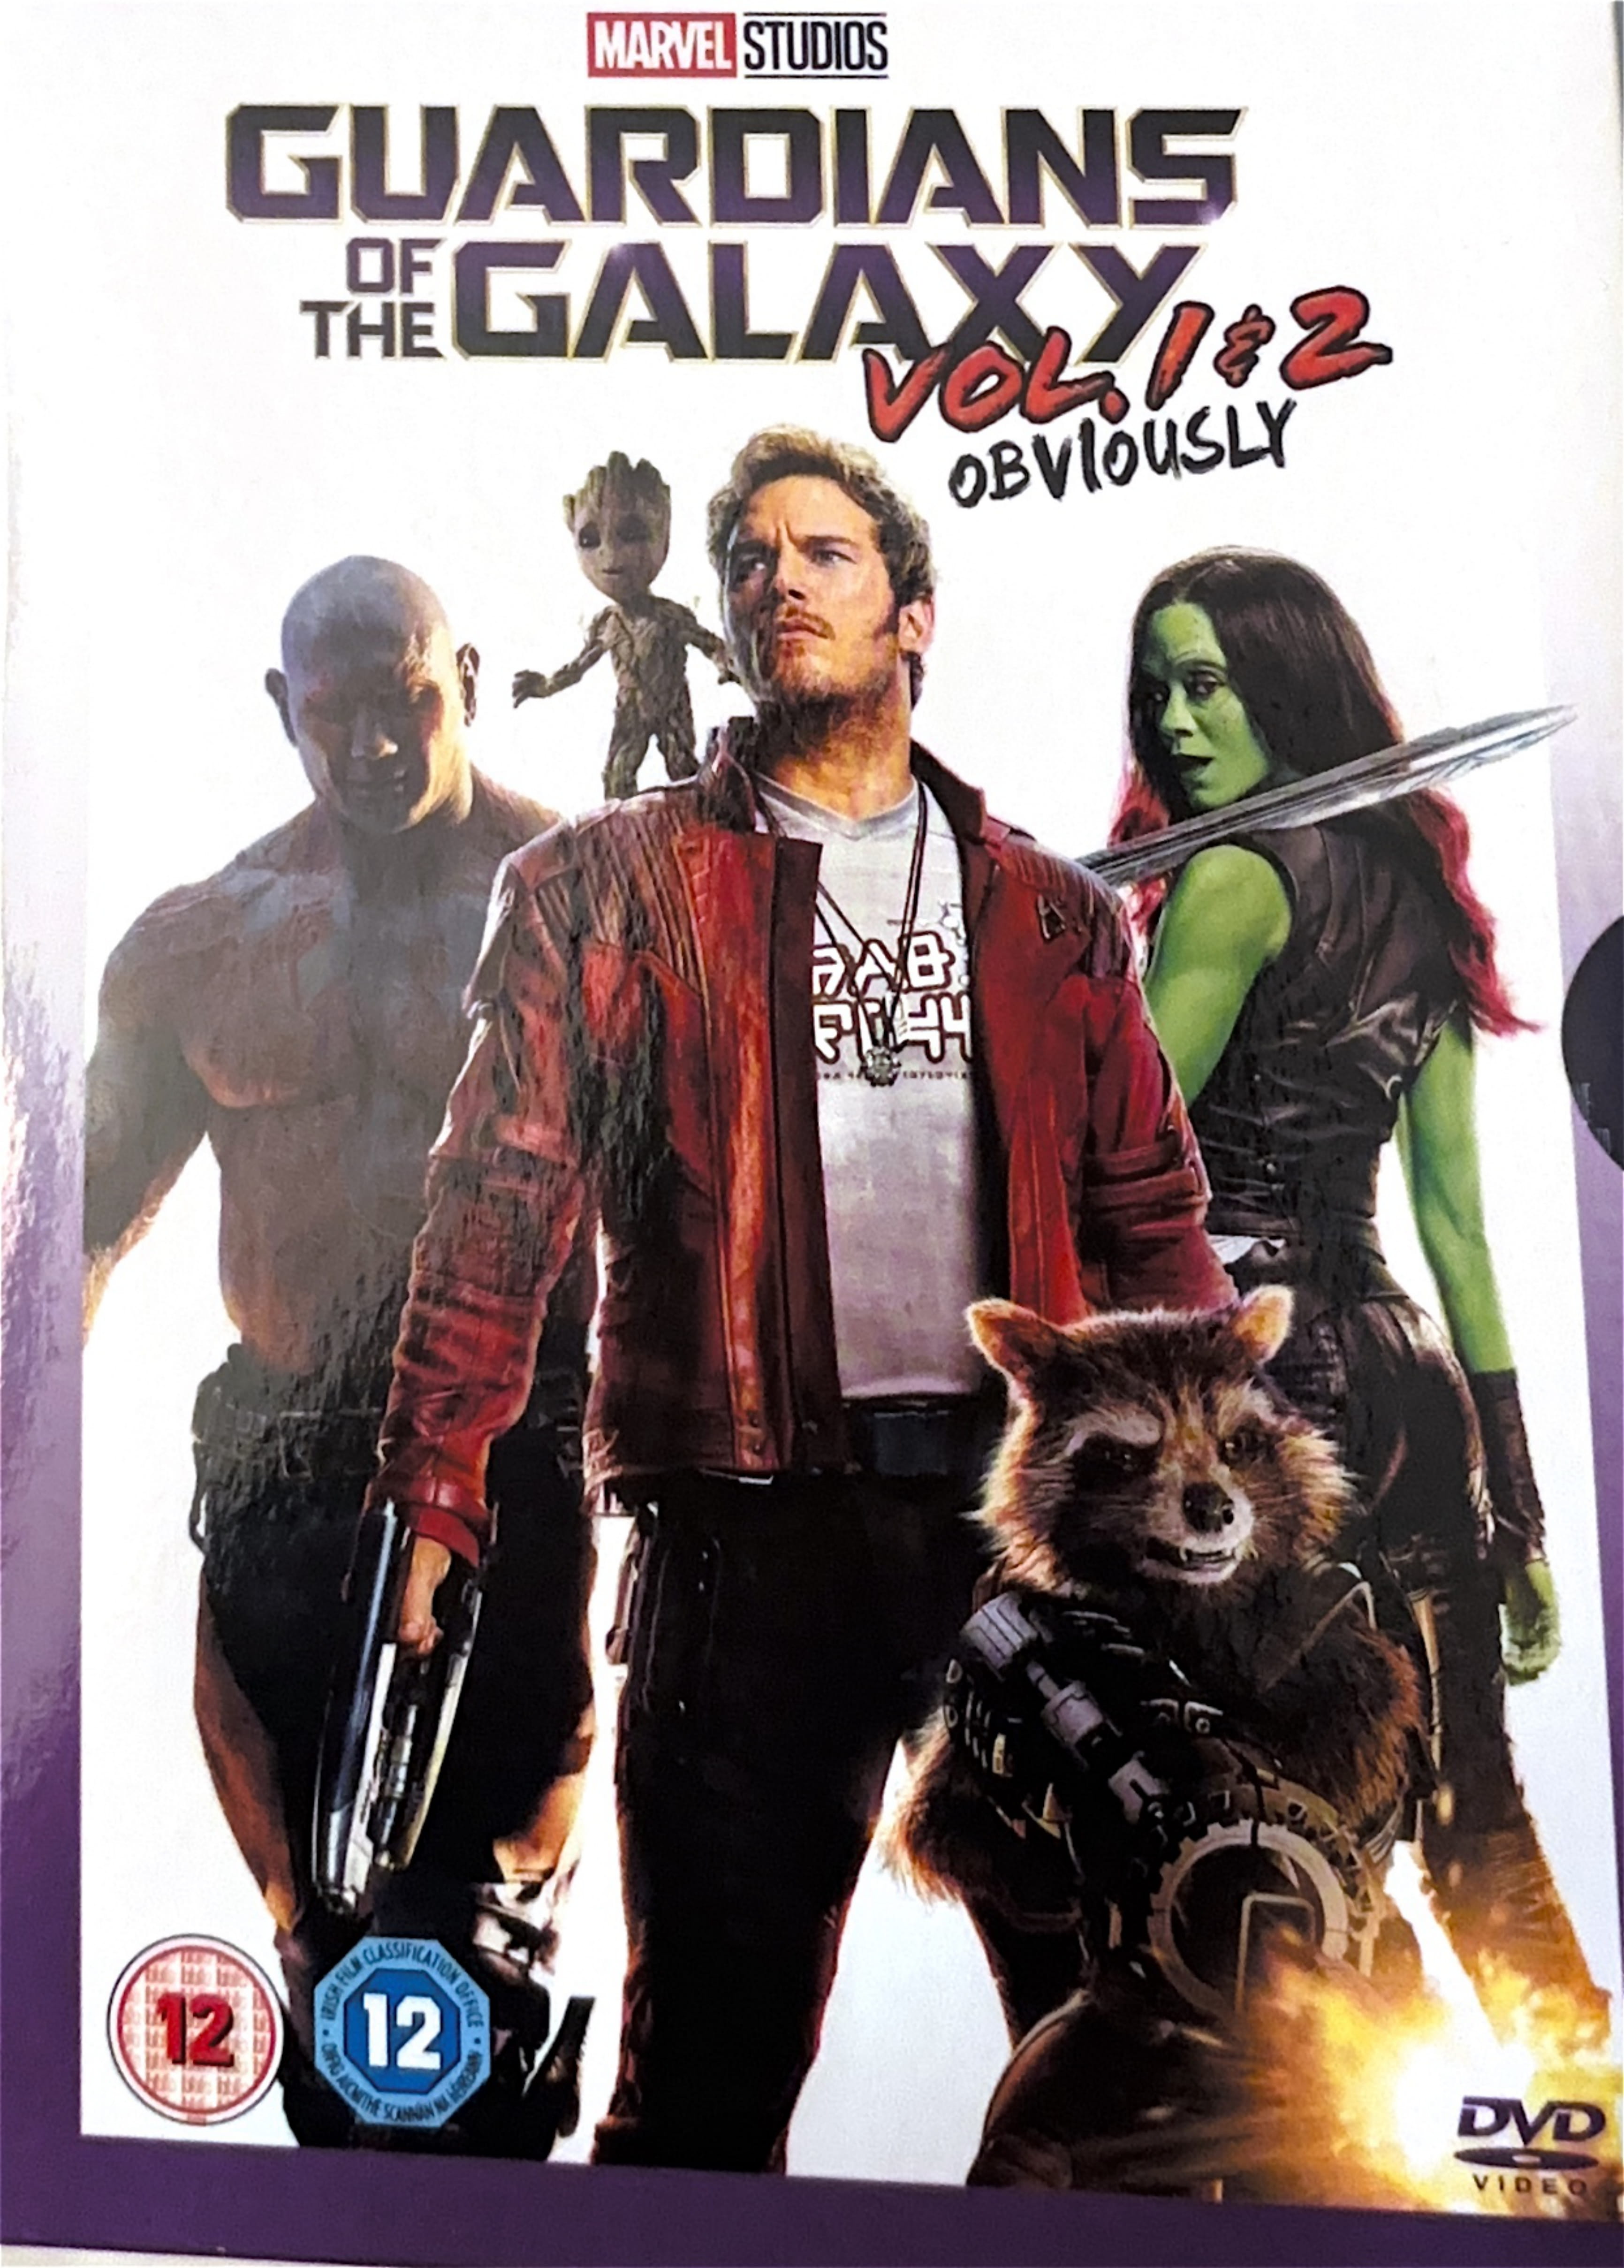 MARVEL STUDIOS
GUARDIANS
OF
THE GALAXY
VOL. 1 & 2
OBVIOUSLY
12
IRISH FILM CLASSIFICATION OFFICE
12
DVD
VIDEO